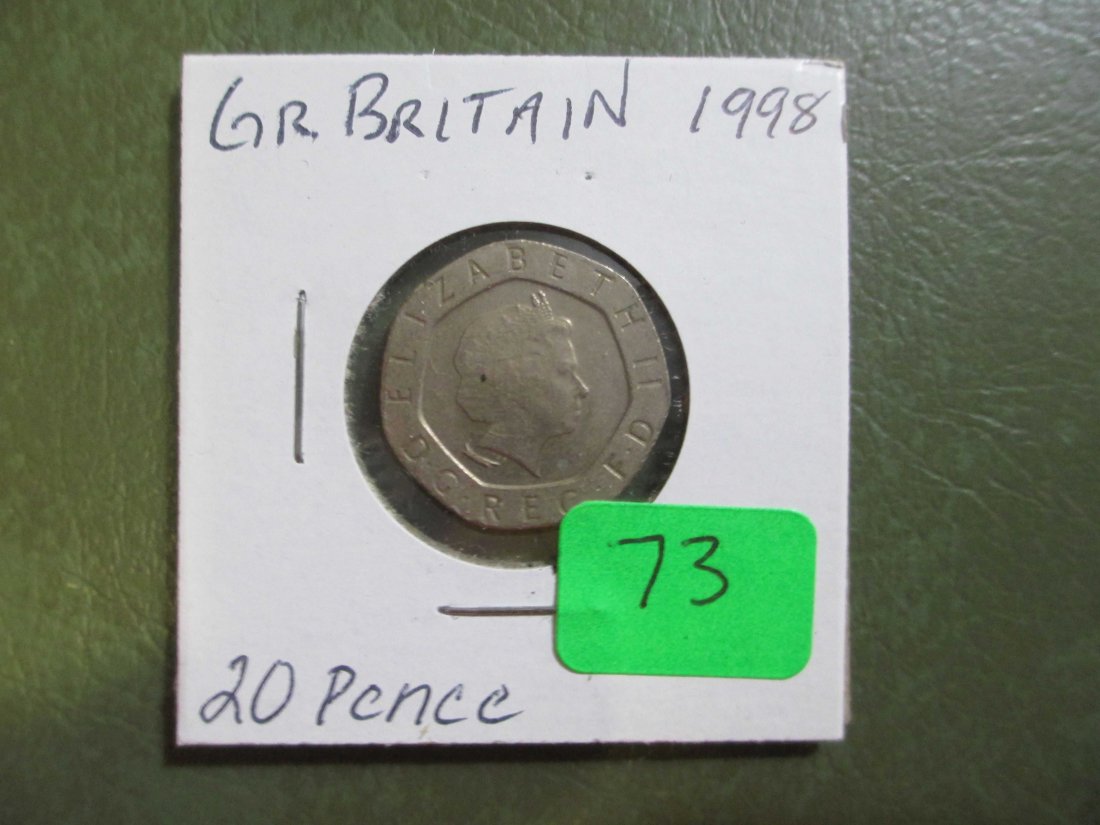 GR. BRITAIN 1998
ELIZABETH II
D·G·REG·F·D
73
20 Pence